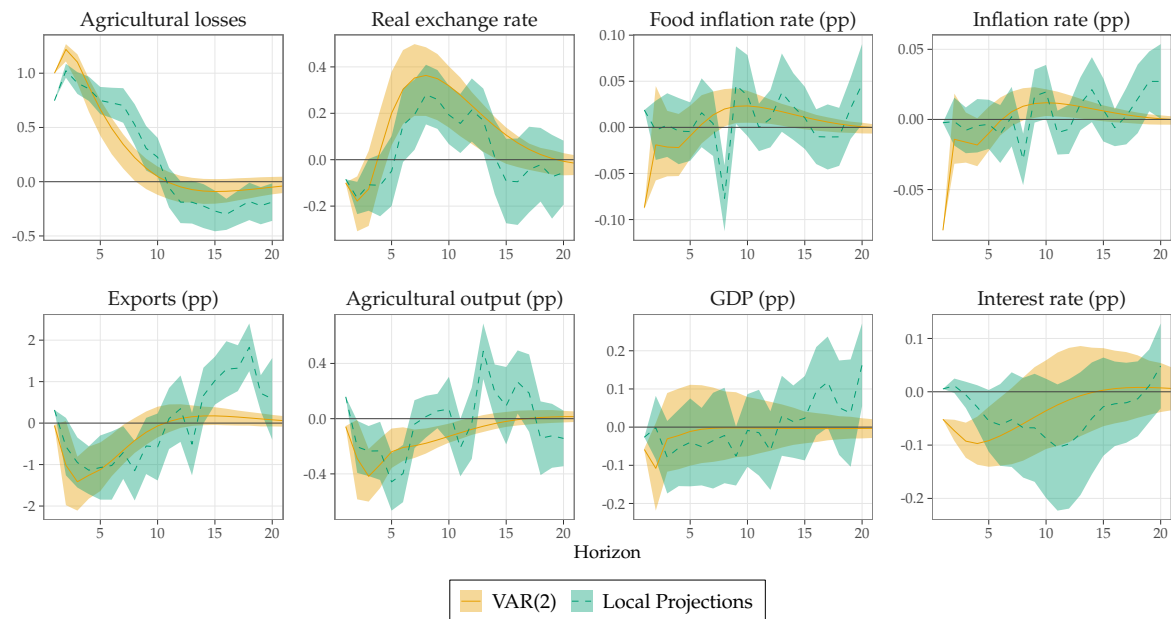 Agricultural losses
Real exchange rate
Food inflation rate (pp)
Inflation rate (pp)
1.0
0.5
0.0
-0.5
5 10 15 20
0.4
0.2
0.0
-0.2
5 10 15 20
0.10
0.05
0.00
-0.05
-0.10
5 10 15 20
0.05
0.00
-0.05
5 10 15 20
Exports (pp)
Agricultural output (pp)
GDP (pp)
Interest rate (pp)
2
1
0
-1
-2
5 10 15 20
0.4
0.0
-0.4
5 10 15 20
0.2
0.1
0.0
-0.1
-0.2
5 10 15 20
0.1
0.0
-0.1
-0.2
5 10 15 20
Horizon
VAR(2) Local Projections